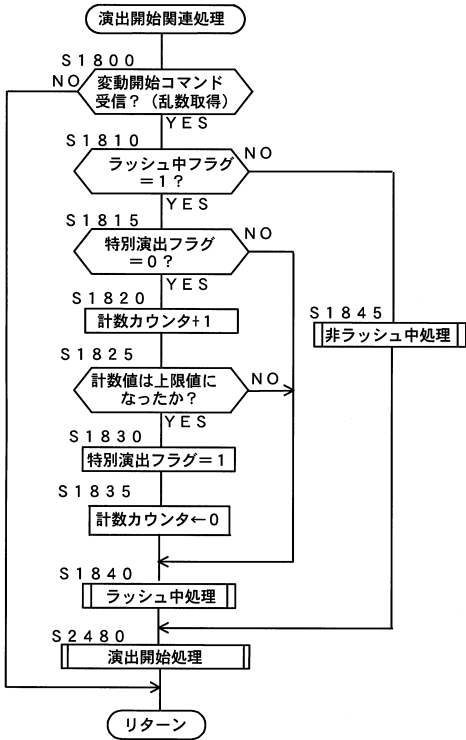 演出開始関連処理
S1800
NO
変動開始コマンド
受信？（乱数取得）
YES
S1810
NO
ラッシュ中フラグ
＝1？
YES
S1815
NO
特別演出フラグ
＝0？
YES
S1820
計数カウンタ+1
S1845
非ラッシュ中処理
S1825
計数値は上限値に
なったか？
NO
YES
S1830
特別演出フラグ＝1
S1835
計数カウンタ←0
S1840
ラッシュ中処理
S2480
演出開始処理
リターン